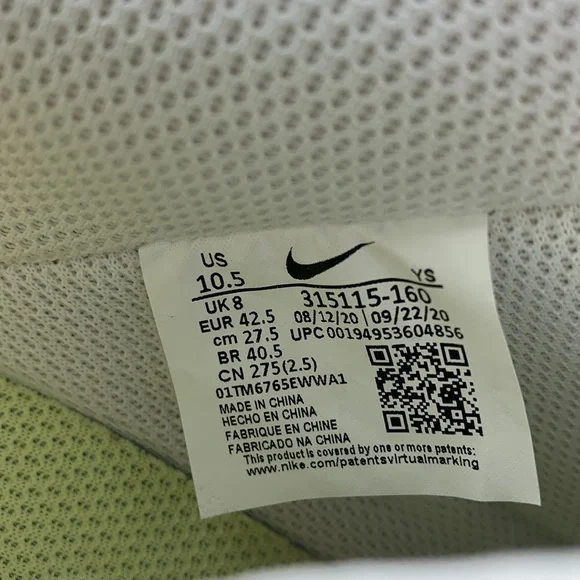 US
10.5
UK 8
EUR 42.5
cm 27.5
BR 40.5
CN 275(2.5)
01TM6765EWWA1
YS
315115-160
08/12/20 09/22/20
UPC 00194953604856
MADE IN CHINA
HECHO EN CHINA
FABRIQUE EN CHINE
FABRICADO NA CHINA
This product is covered by one or more patents:
www.nike.com/patentsvirtualmarking